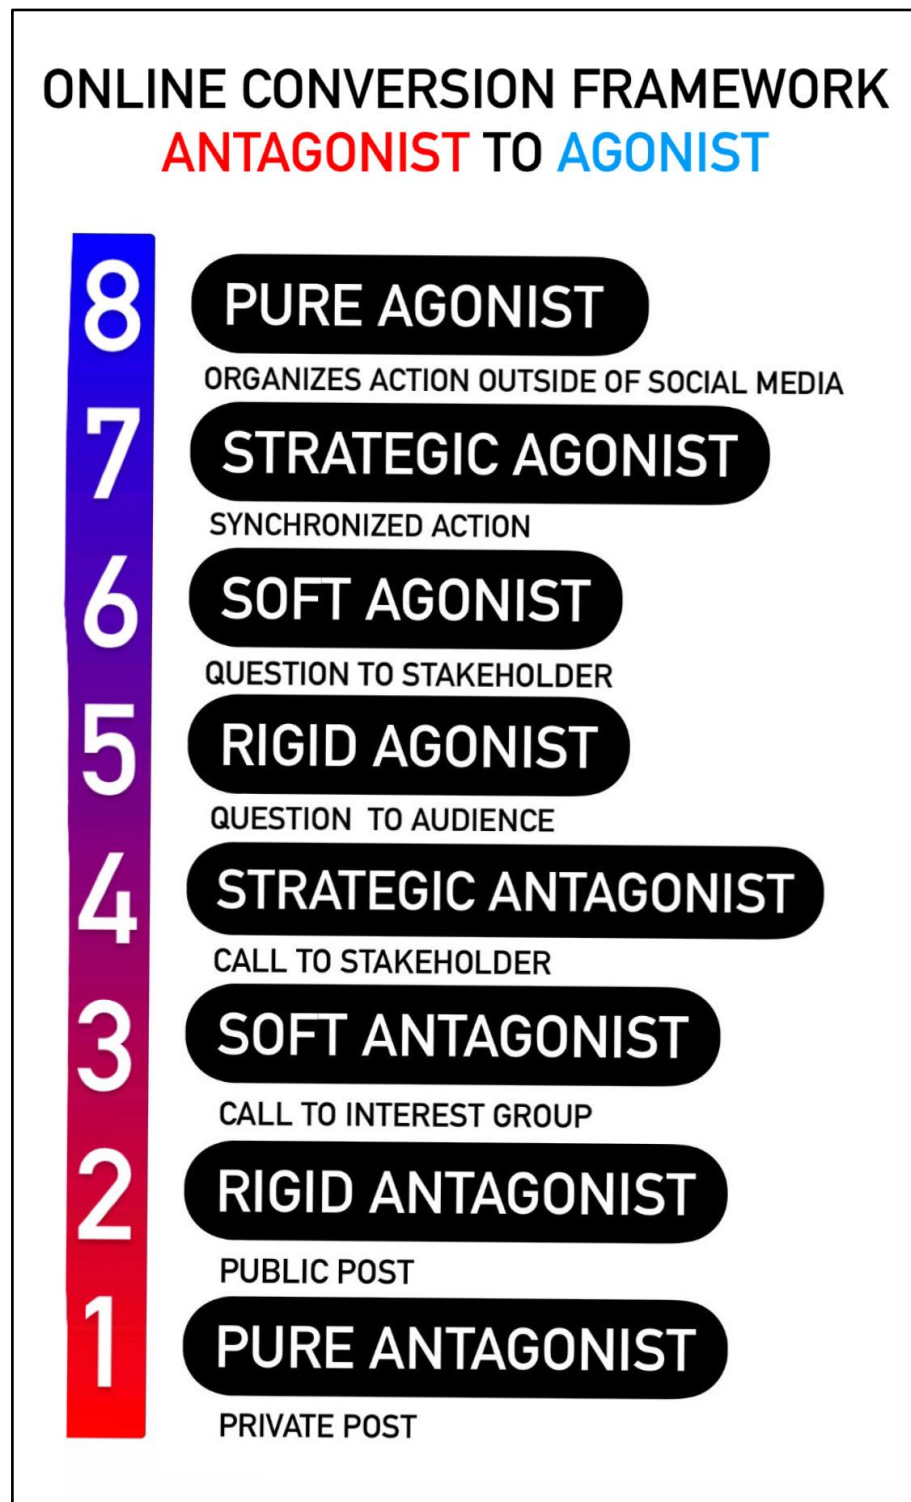 ONLINE CONVERSION FRAMEWORK
ANTAGONIST TO AGONIST
8
PURE AGONIST
ORGANIZES ACTION OUTSIDE OF SOCIAL MEDIA
7
STRATEGIC AGONIST
SYNCHRONIZED ACTION
6
SOFT AGONIST
QUESTION TO STAKEHOLDER
5
RIGID AGONIST
QUESTION TO AUDIENCE
4
STRATEGIC ANTAGONIST
CALL TO STAKEHOLDER
3
SOFT ANTAGONIST
CALL TO INTEREST GROUP
2
RIGID ANTAGONIST
PUBLIC POST
1
PURE ANTAGONIST
PRIVATE POST